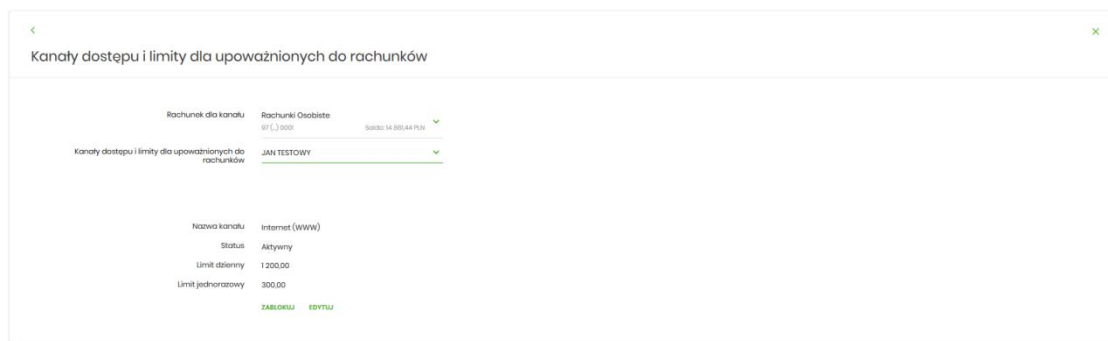 Kanały dostępu i limity dla upoważnionych do rachunków
Rachunek dla kanału
Rachunki Osobiste
97 (...) 0001 Saldo: 14 861,44 PLN
Kanały dostępu i limity dla upoważnionych do
rachunków
JAN TESTOWY
Nazwa kanału Internet (WWW)
Status Aktywny
Limit dzienny 1 200,00
Limit jednorazowy 300,00
ZABLOKUJ EDYTUJ